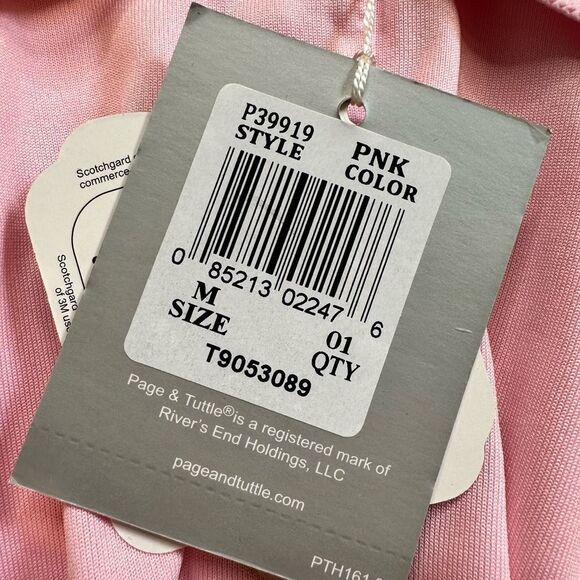 P39919
STYLE
PNK
COLOR
0 85213 02247 6
M
SIZE
01
QTY
T9053089
Page & Tuttle® is a registered mark of
River's End Holdings, LLC
pageandtuttle.com
PTH161
Scotchgard
commerce
Scotchgard
of 3M